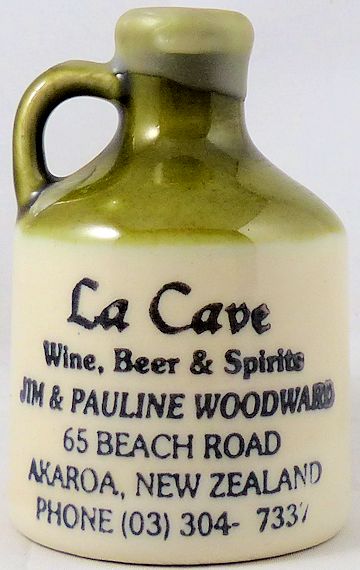 La Cave
Wine, Beer & Spirits
JIM & PAULINE WOODWARD
65 BEACH ROAD
AKAROA, NEW ZEALAND
PHONE (03) 304- 7337